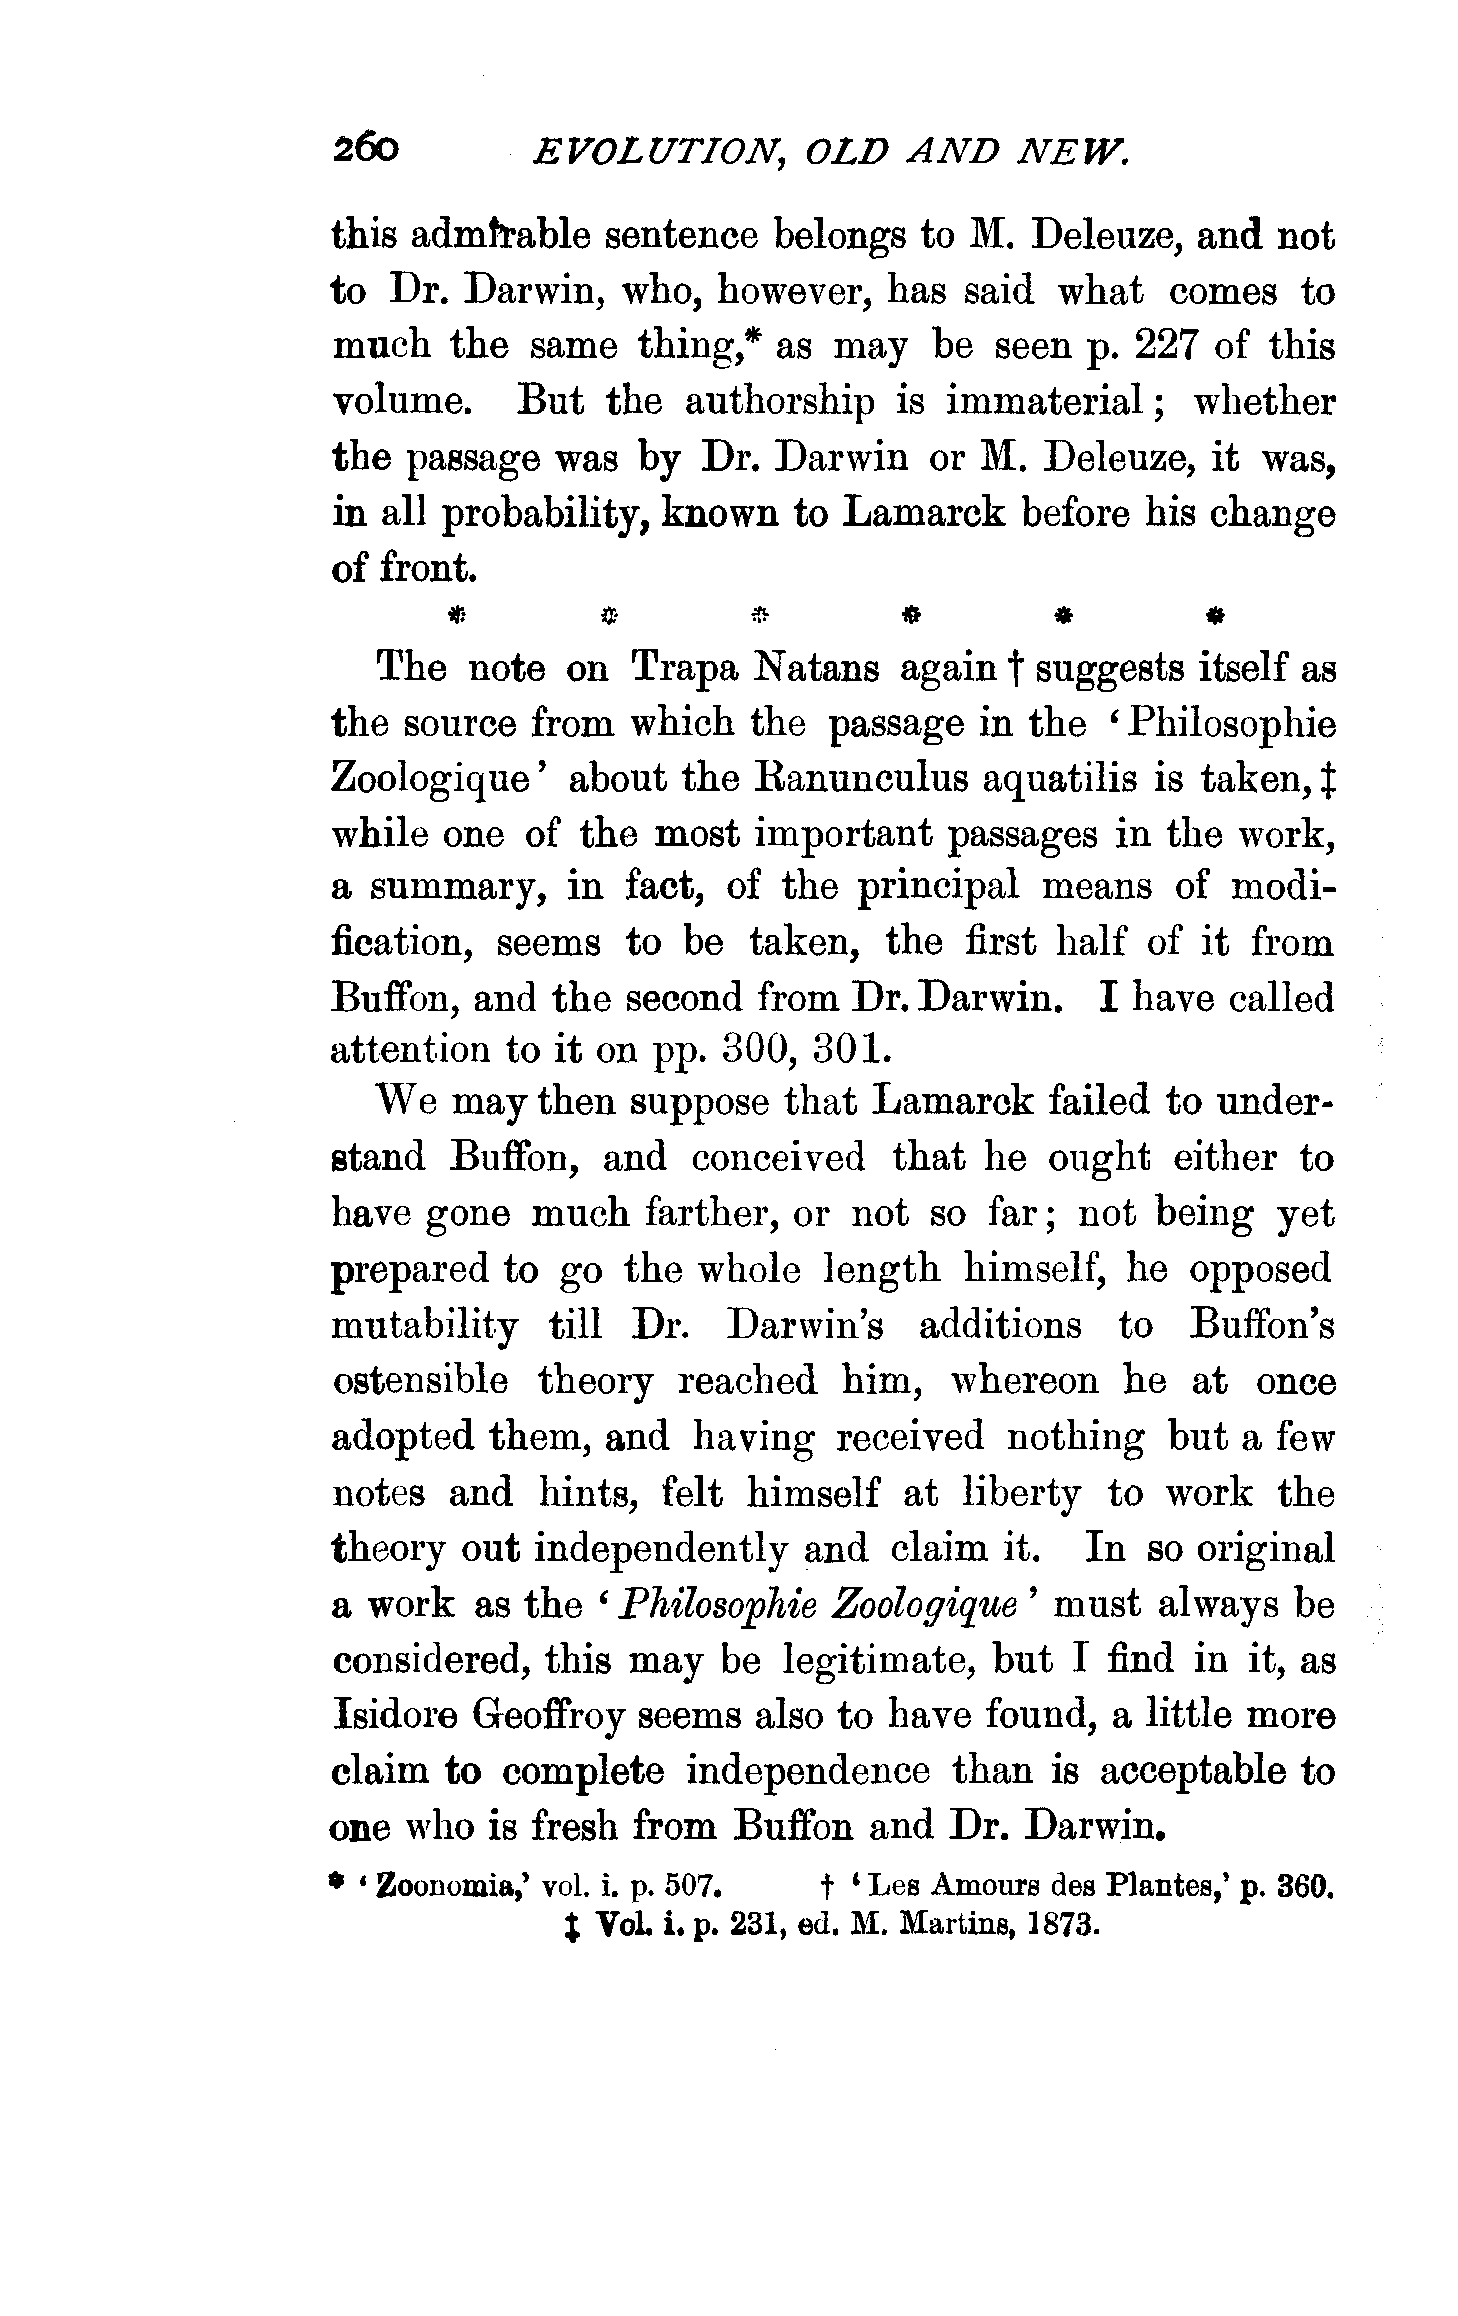 260 EVOLUTION, OLD AND NEW.
this admirable sentence belongs to M. Deleuze, and not
to Dr. Darwin, who, however, has said what comes to
much the same thing,* as may be seen p. 227 of this
volume. But the authorship is immaterial; whether
the passage was by Dr. Darwin or M. Deleuze, it was,
in all probability, known to Lamarck before his change
of front.
* * * * * *
The note on Trapa Natans again † suggests itself as
the source from which the passage in the ‘Philosophie
Zoologique’ about the Ranunculus aquatilis is taken,‡
while one of the most important passages in the work,
a summary, in fact, of the principal means of modi-
fication, seems to be taken, the first half of it from
Buffon, and the second from Dr. Darwin. I have called
attention to it on pp. 300, 301.
We may then suppose that Lamarck failed to under-
stand Buffon, and conceived that he ought either to
have gone much farther, or not so far; not being yet
prepared to go the whole length himself, he opposed
mutability till Dr. Darwin’s additions to Buffon’s
ostensible theory reached him, whereon he at once
adopted them, and having received nothing but a few
notes and hints, felt himself at liberty to work the
theory out independently and claim it. In so original
a work as the ‘Philosophie Zoologique’ must always be
considered, this may be legitimate, but I find in it, as
Isidore Geoffroy seems also to have found, a little more
claim to complete independence than is acceptable to
one who is fresh from Buffon and Dr. Darwin.
* ‘Zoonomia,’ vol. i. p. 507. † ‘Les Amours des Plantes,’ p. 360.
‡ Vol. i. p. 231, ed. M. Martins, 1873.